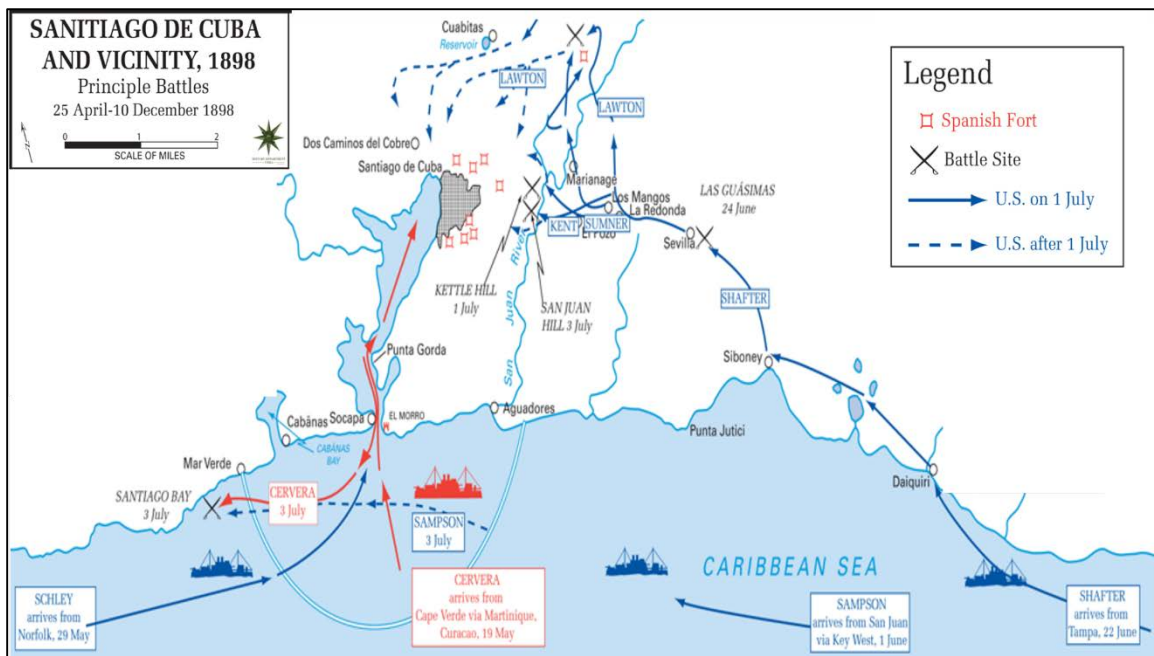 SANITIAGO DE CUBA
AND VICINITY, 1898
Principle Battles
25 April-10 December 1898
0 1 2
SCALE OF MILES
Legend
Spanish Fort
Battle Site
U.S. on 1 July
U.S. after 1 July
Cuabitas
Reservoir
LAWTON
LAWTON
Dos Caminos del Cobre
Santiago de Cuba
Marianage
Los Mangos
La Redonda
LAS GUÁSIMAS
24 June
KENT
SUMNER
El Pozo
Sevilla
San Juan River
KETTLE HILL
1 July
SAN JUAN
HILL 3 July
SHAFTER
Siboney
Punta Gorda
Aguadores
Socapa
EL MORRO
Cabãnas
CABÃNAS
BAY
Punta Jutici
Mar Verde
Daiquiri
SANTIAGO BAY
3 July
CERVERA
3 July
SAMPSON
3 July
CARIBBEAN SEA
SCHLEY
arrives from
Norfolk, 29 May
CERVERA
arrives from
Cape Verde via Martinique,
Curacao, 19 May
SAMPSON
arrives from San Juan
via Key West, 1 June
SHAFTER
arrives from
Tampa, 22 June